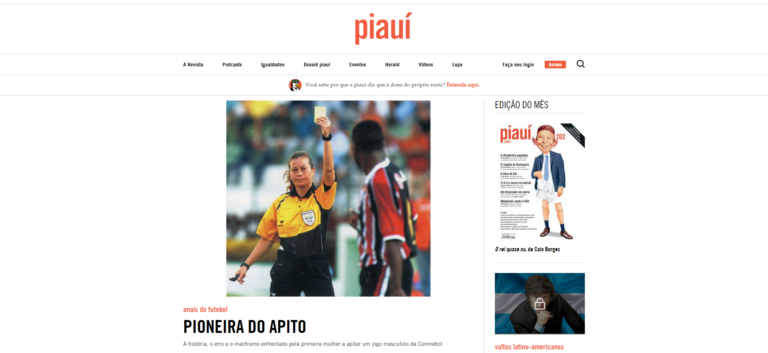 piauí
A Revista Podcasts Igualdades Dossiê piauí Eventos Herald Vídeos Lupa Faça seu login Assine
Você sabe por que a piauí diz que é dona do próprio nariz? Entenda aqui.
EDIÇÃO DO MÊS
piauí
202
O rei quase nu, de Caio Borges
anais do futebol
PIONEIRA DO APITO
A história, o erro e o machismo enfrentado pela primeira mulher a apitar um jogo masculino da Conmebol
vultos latino-americanos